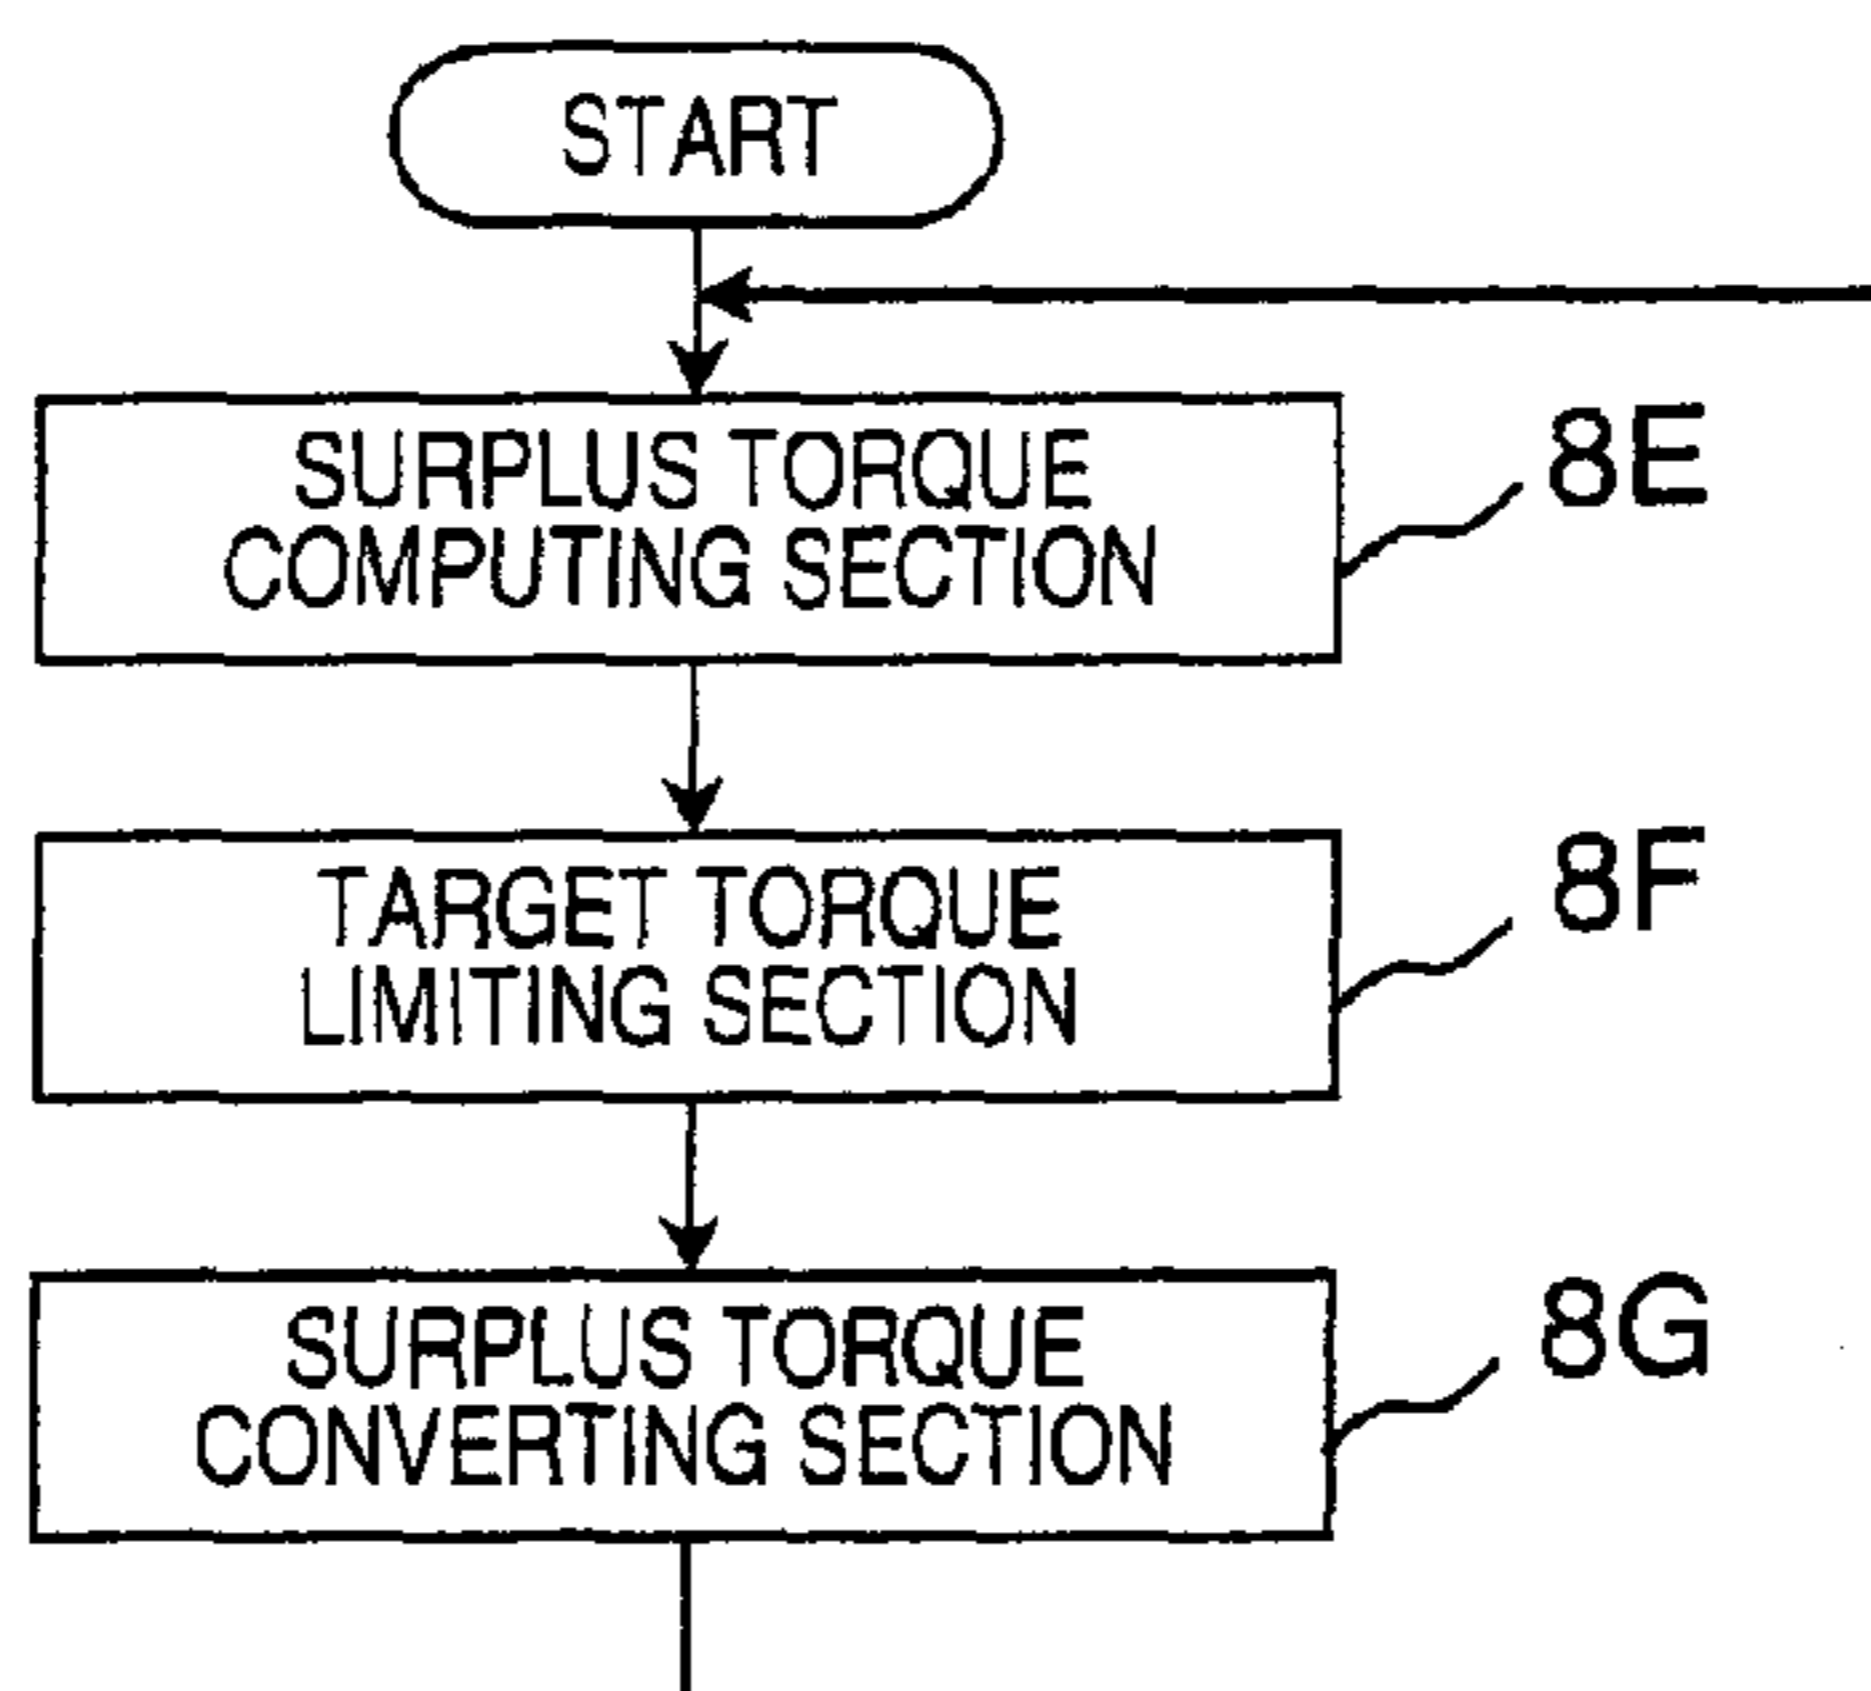 START
SURPLUS TORQUE
COMPUTING SECTION
8E
TARGET TORQUE
LIMITING SECTION
8F
SURPLUS TORQUE
CONVERTING SECTION
8G